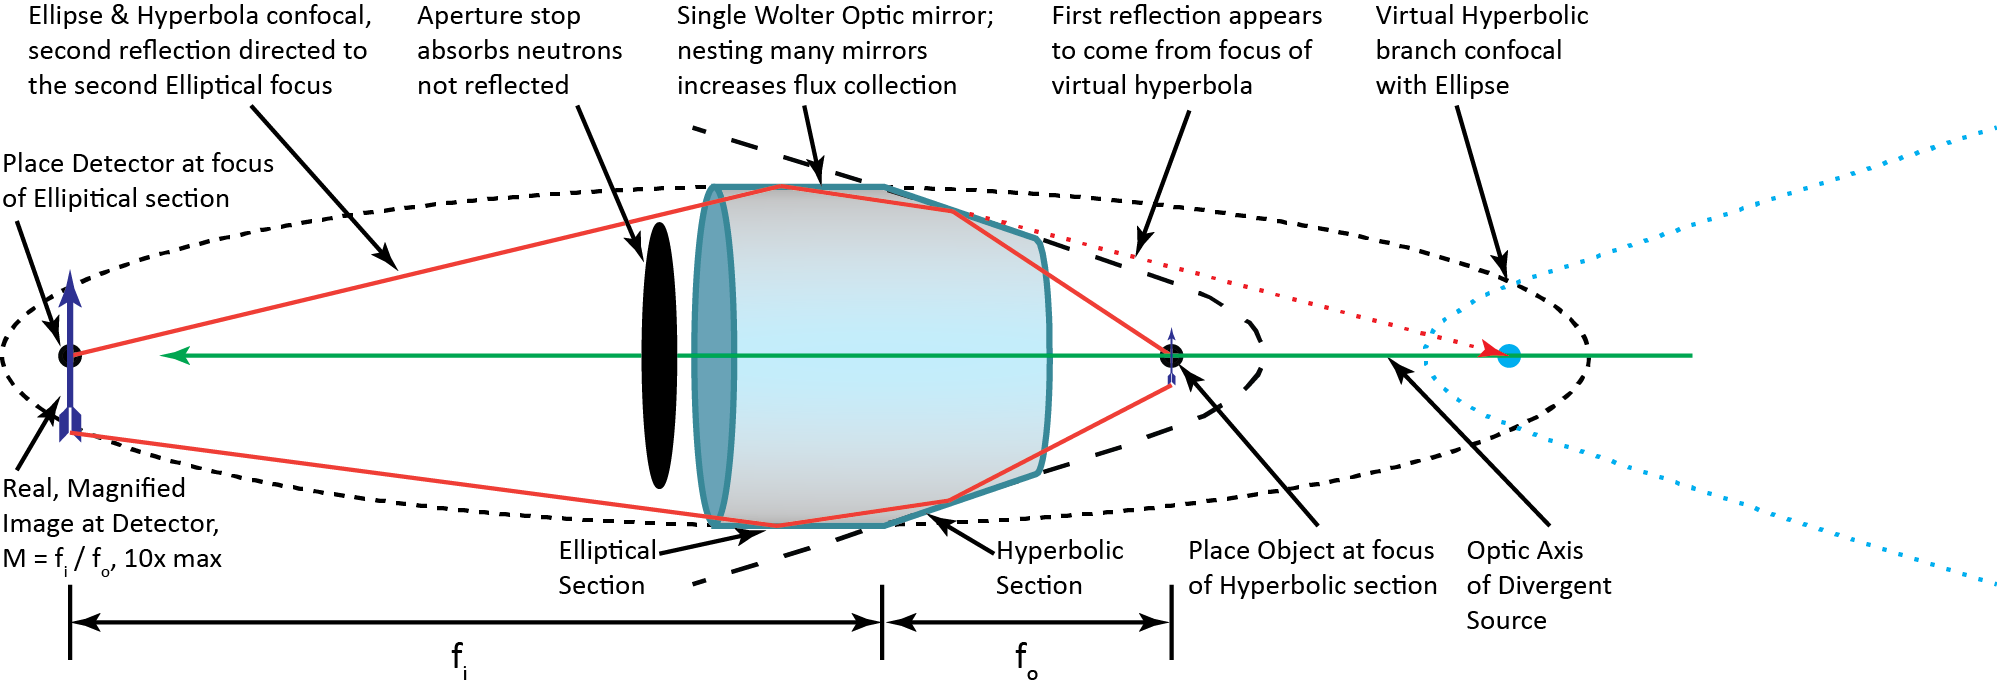 Ellipse & Hyperbola confocal,
second reflection directed to
the second Elliptical focus
Aperture stop
absorbs neutrons
not reflected
Single Wolter Optic mirror;
nesting many mirrors
increases flux collection
First reflection appears
to come from focus of
virtual hyperbola
Virtual Hyperbolic
branch confocal
with Ellipse
Place Detector at focus
of Ellipitical section
Real, Magnified
Image at Detector,
M = fi / fo, 10x max
Elliptical
Section
Hyperbolic
Section
Place Object at focus
of Hyperbolic section
Optic Axis
of Divergent
Source
fi
fo